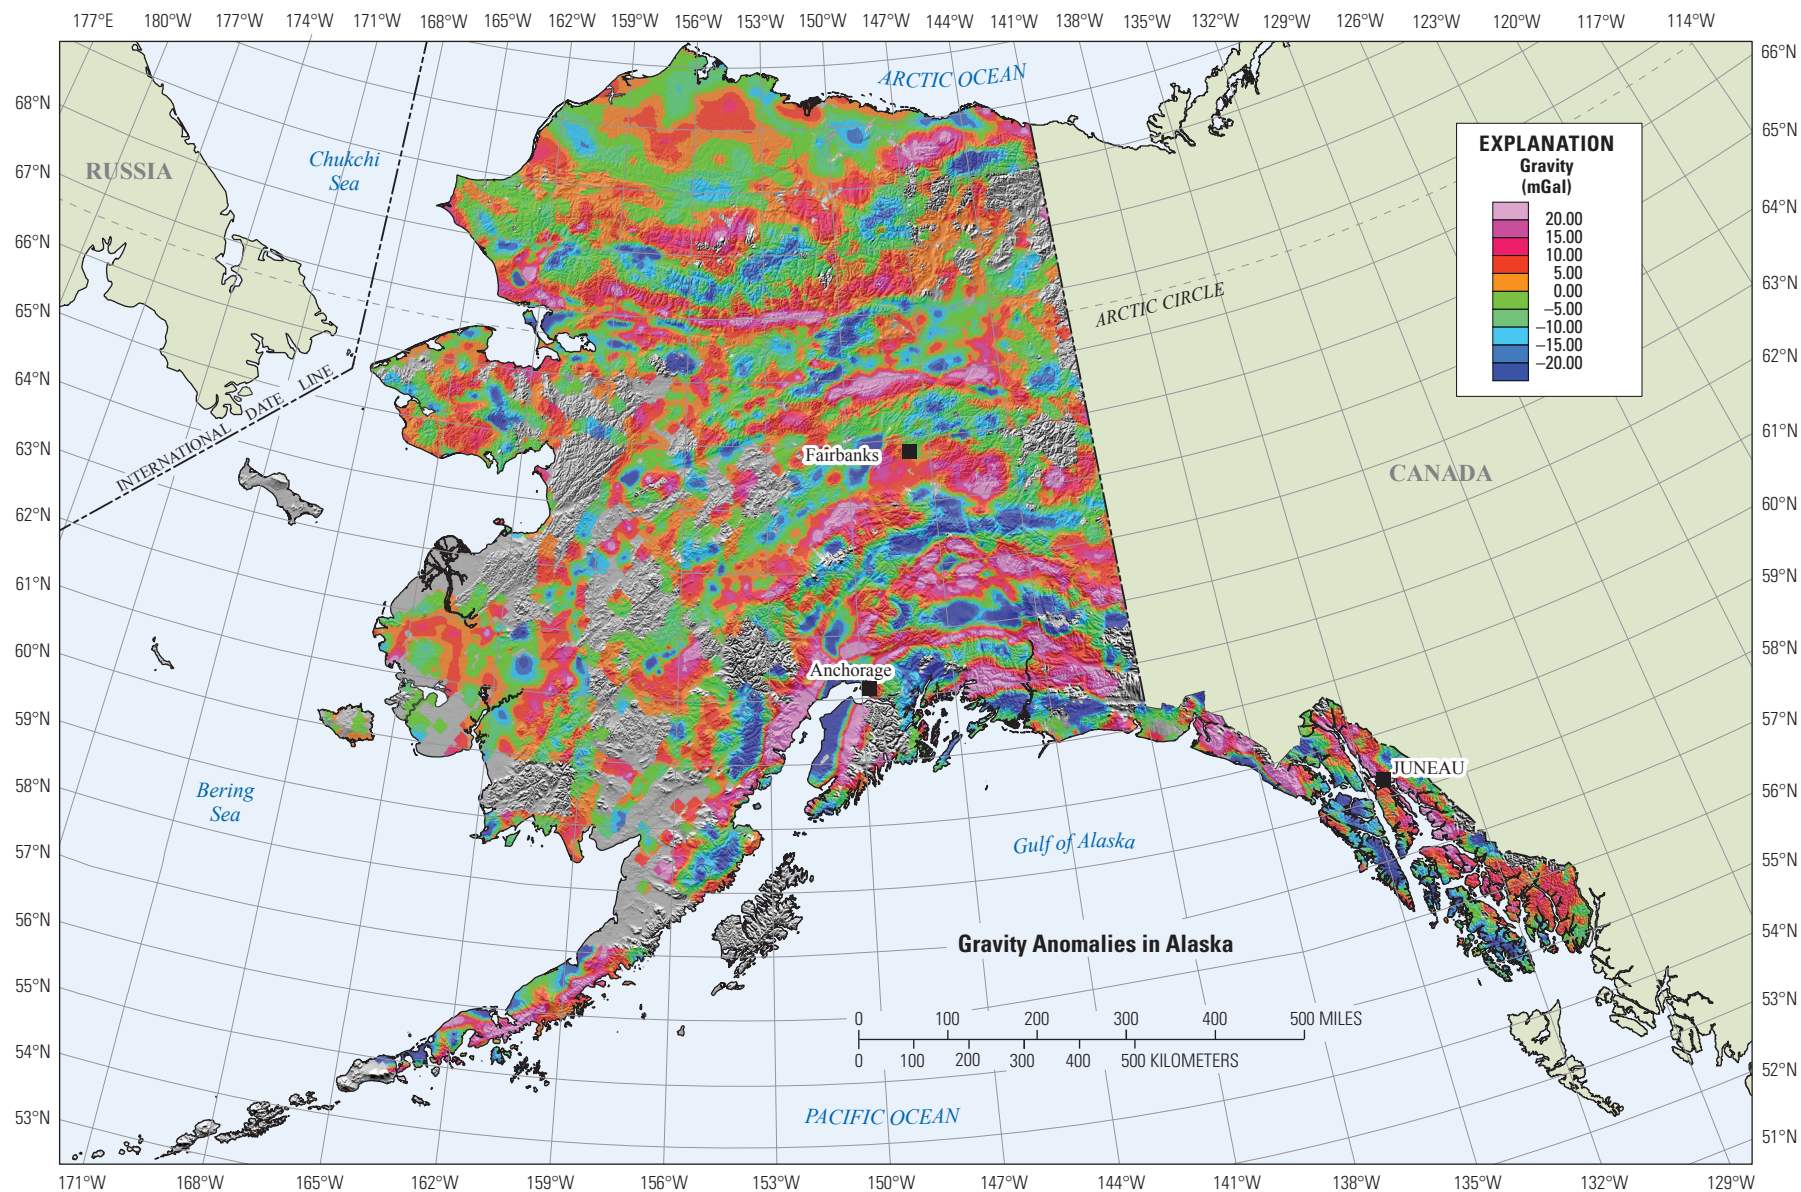 177°E 180°W 177°W 174°W 171°W 168°W 165°W 162°W 159°W 156°W 153°W 150°W 147°W 144°W 141°W 138°W 135°W 132°W 129°W 126°W 123°W 120°W 117°W 114°W
68°N
67°N
66°N
65°N
64°N
63°N
62°N
61°N
60°N
59°N
58°N
57°N
56°N
55°N
54°N
53°N
66°N
65°N
64°N
63°N
62°N
61°N
60°N
59°N
58°N
57°N
56°N
55°N
54°N
53°N
52°N
51°N
ARCTIC OCEAN
RUSSIA
Chukchi
Sea
EXPLANATION
Gravity
(mGal)
20.00
15.00
10.00
5.00
0.00
–5.00
–10.00
–15.00
–20.00
ARCTIC CIRCLE
INTERNATIONAL DATE LINE
Fairbanks
CANADA
Anchorage
JUNEAU
Bering
Sea
Gulf of Alaska
Gravity Anomalies in Alaska
0 100 200 300 400 500 MILES
0 100 200 300 400 500 KILOMETERS
PACIFIC OCEAN
171°W 168°W 165°W 162°W 159°W 156°W 153°W 150°W 147°W 144°W 141°W 138°W 135°W 132°W 129°W